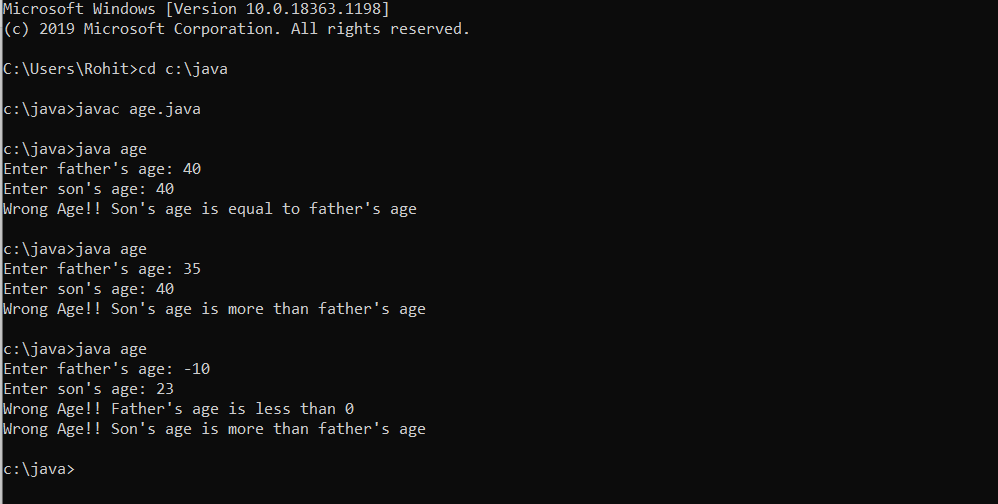 Microsoft Windows [Version 10.0.18363.1198]
(c) 2019 Microsoft Corporation. All rights reserved.
C:\Users\Rohit>cd c:\java
c:\java>javac age.java
c:\java>java age
Enter father's age: 40
Enter son's age: 40
Wrong Age!! Son's age is equal to father's age
c:\java>java age
Enter father's age: 35
Enter son's age: 40
Wrong Age!! Son's age is more than father's age
c:\java>java age
Enter father's age: -10
Enter son's age: 23
Wrong Age!! Father's age is less than 0
Wrong Age!! Son's age is more than father's age
c:\java>